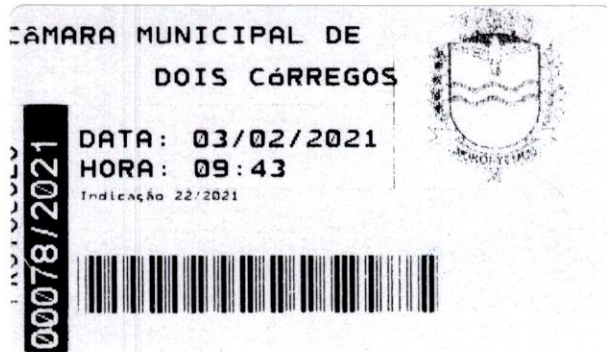 CÂMARA MUNICIPAL DE
DOIS CóRREGOS
DATA: 03/02/2021
HORA: 09:43
Indicação 22/2021
00078/2021